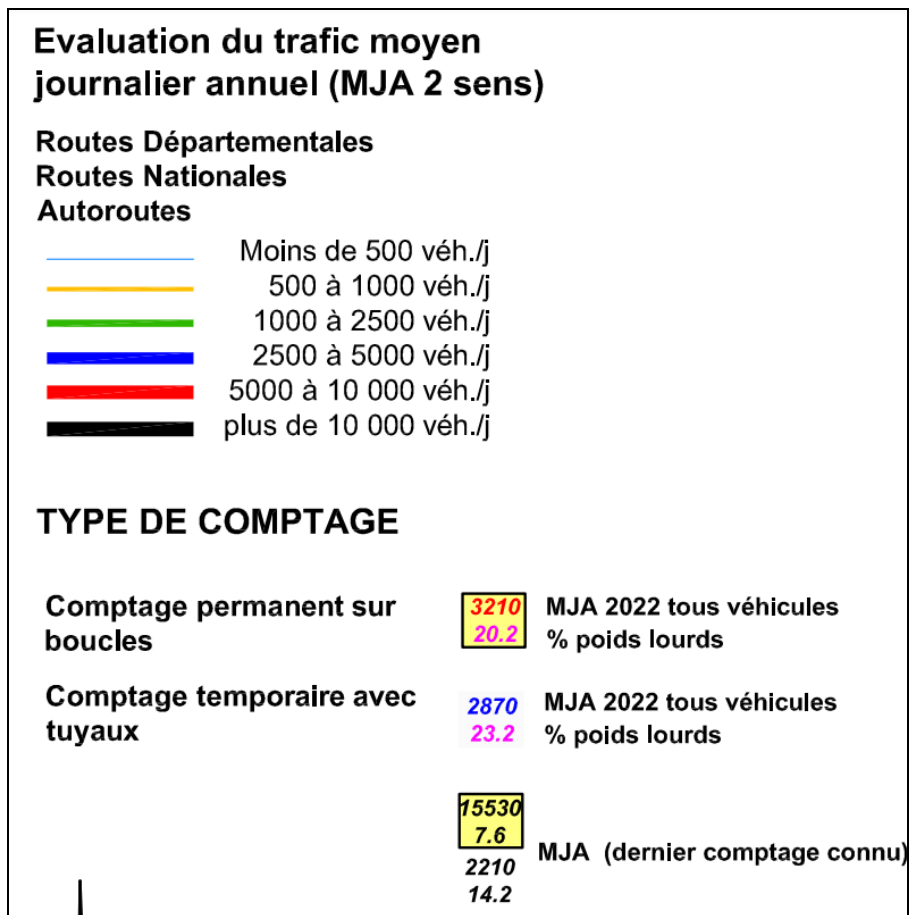 Evaluation du trafic moyen
journalier annuel (MJA 2 sens)
Routes Départementales
Routes Nationales
Autoroutes
Moins de 500 véh./j
500 à 1000 véh./j
1000 à 2500 véh./j
2500 à 5000 véh./j
5000 à 10 000 véh./j
plus de 10 000 véh./j
TYPE DE COMPTAGE
Comptage permanent sur
boucles
3210 MJA 2022 tous véhicules
20.2 % poids lourds
Comptage temporaire avec
tuyaux
2870 MJA 2022 tous véhicules
23.2 % poids lourds
15530
7.6
MJA (dernier comptage connu)
2210
14.2